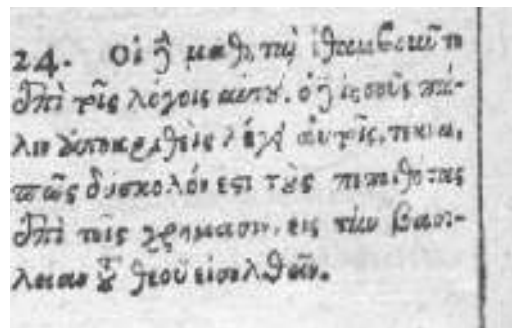 24. Οἱ δὲ μαθηταὶ ἐθαμβοῦντο
ἐπὶ τοῖς λόγοις αὐτοῦ. ὁ δὲ ἰησοῦς πά-
λιν ἀποκριθεὶς λέγει αὐτοῖς, τέκνα,
πῶς δύσκολόν ἐστι τοὺς πεποιθότας
ἐπὶ τοῖς χρήμασιν, εἰς τὴν βασι-
λείαν τοῦ θεοῦ εἰσελθεῖν.